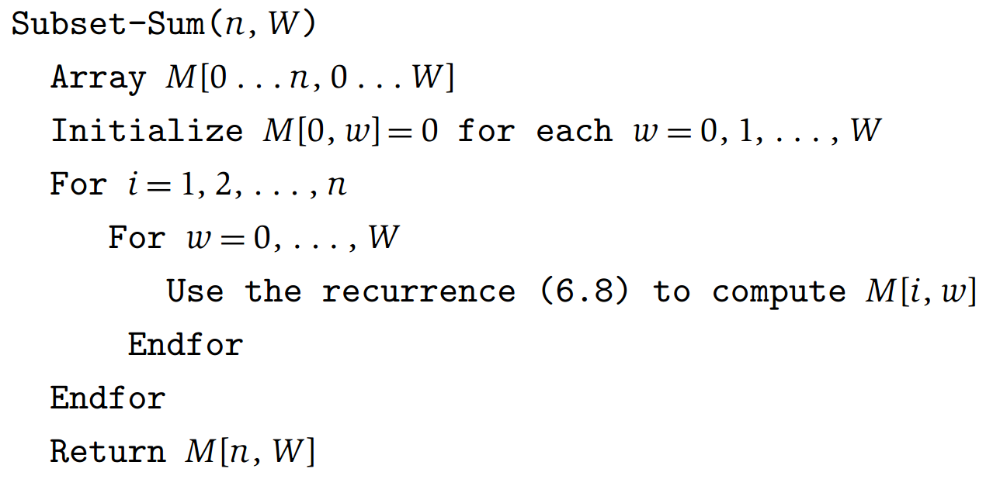 Subset-Sum(n, W)
Array M[0 . . . n, 0 . . . W]
Initialize M[0, w] = 0 for each w = 0, 1, . . . , W
For i = 1, 2, . . . , n
For w = 0, . . . , W
Use the recurrence (6.8) to compute M[i, w]
Endfor
Endfor
Return M[n, W]